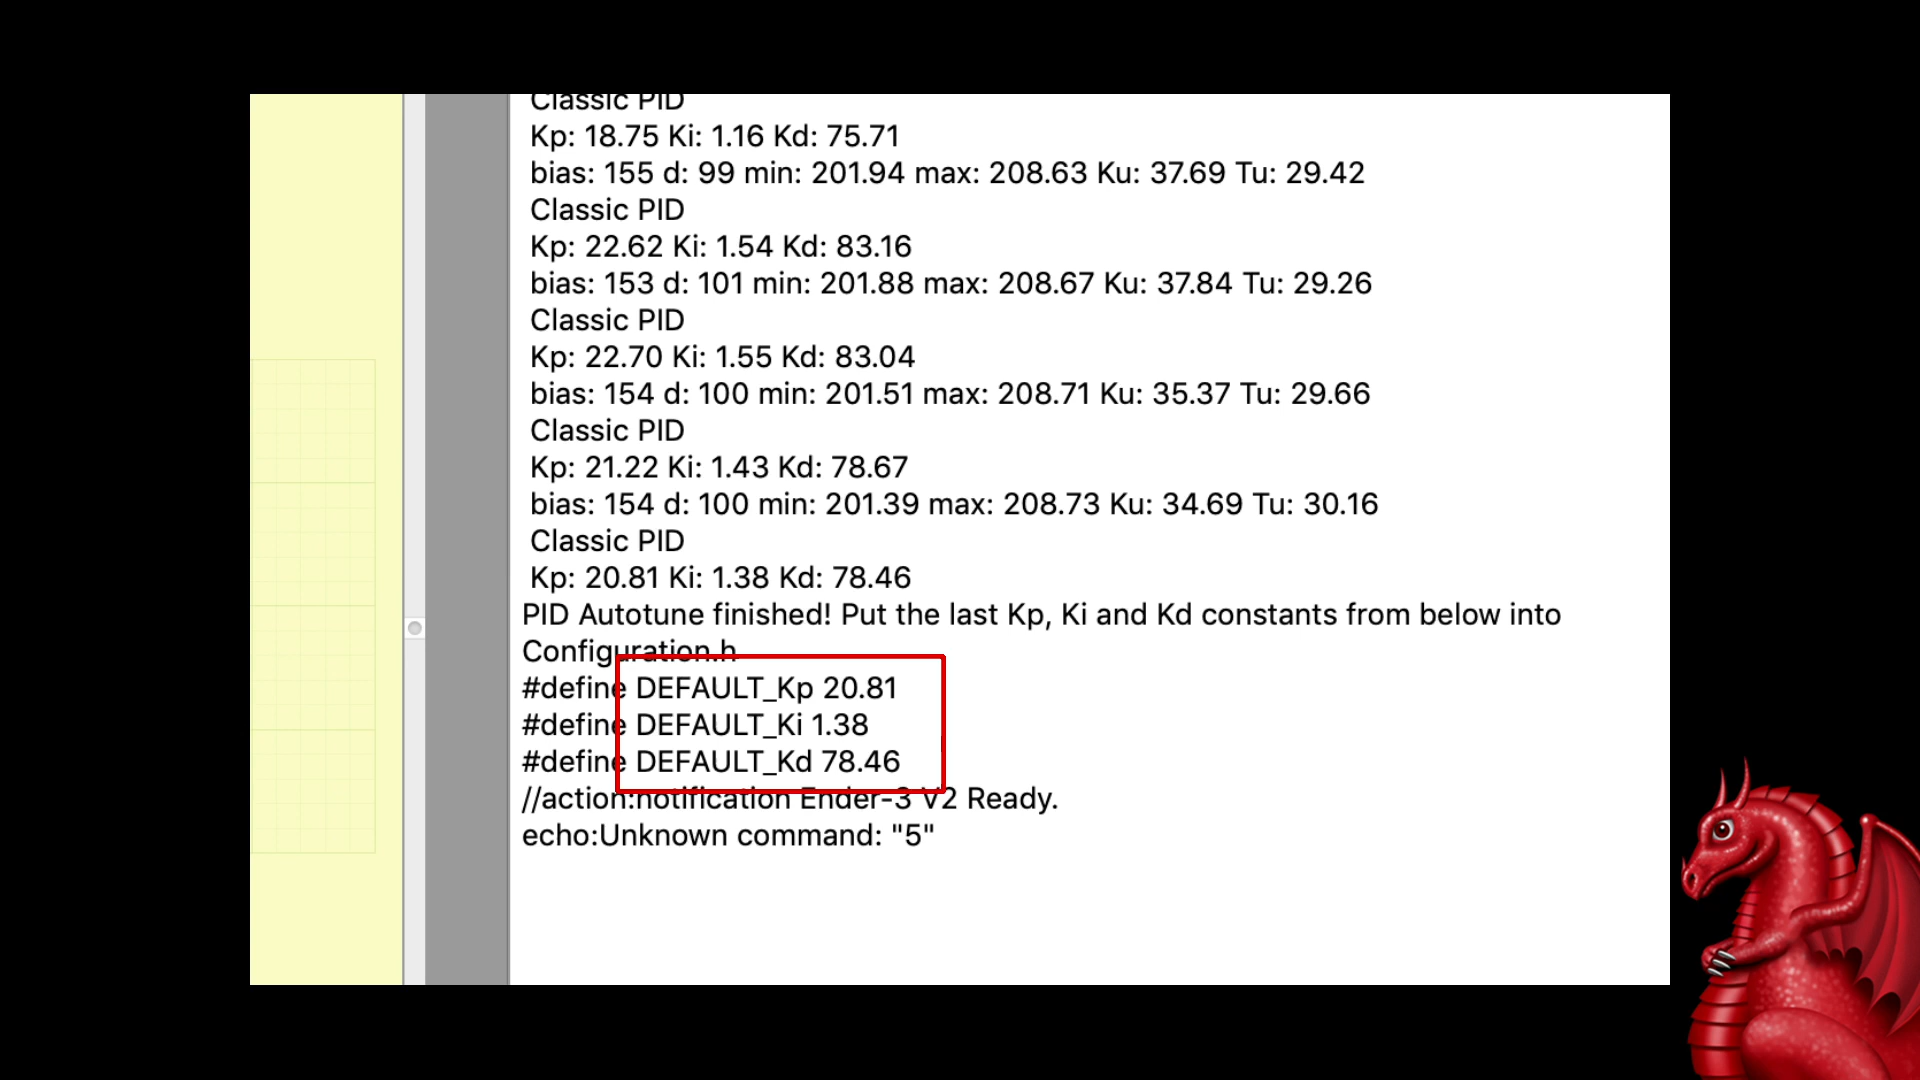 Classic PID
Kp: 18.75 Ki: 1.16 Kd: 75.71
bias: 155 d: 99 min: 201.94 max: 208.63 Ku: 37.69 Tu: 29.42
Classic PID
Kp: 22.62 Ki: 1.54 Kd: 83.16
bias: 153 d: 101 min: 201.88 max: 208.67 Ku: 37.84 Tu: 29.26
Classic PID
Kp: 22.70 Ki: 1.55 Kd: 83.04
bias: 154 d: 100 min: 201.51 max: 208.71 Ku: 35.37 Tu: 29.66
Classic PID
Kp: 21.22 Ki: 1.43 Kd: 78.67
bias: 154 d: 100 min: 201.39 max: 208.73 Ku: 34.69 Tu: 30.16
Classic PID
Kp: 20.81 Ki: 1.38 Kd: 78.46
PID Autotune finished! Put the last Kp, Ki and Kd constants from below into
Configuration.h
#define DEFAULT_Kp 20.81
#define DEFAULT_Ki 1.38
#define DEFAULT_Kd 78.46
//action:notification Ender-3 V2 Ready.
echo:Unknown command: "5"